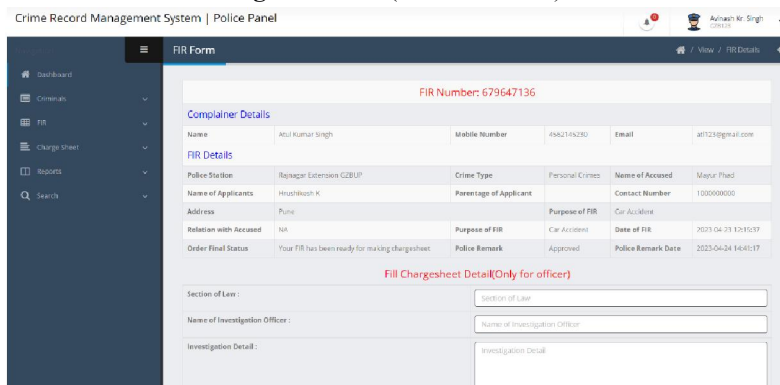 Crime Record Management System | Police Panel
Avinash Kr. Singh
FIR Form
/ View / FIR Details
Dashboard
Criminals
FIR
Charge Sheet
Reports
Search
FIR Number: 679647136
Complainer Details
Name Atul Kumar Singh Mobile Number 4562145230 Email atl123@gmail.com
FIR Details
Police Station Rajnagar Extension GZBUP Crime Type Personal Crimes Name of Accused Mayur Phad
Name of Applicants Hrushikesh K Parentage of Applicant Contact Number 1000000000
Address Pune Purpose of FIR Car Accident
Relation with Accused NA Purpose of FIR Car Accident Date of FIR 2023-04-23 12:15:37
Order Final Status Your FIR has been ready for making chargesheet Police Remark Approved Police Remark Date 2023-04-24 14:41:17
Fill Chargesheet Detail(Only for officer)
Section of Law : Section of Law
Name of Investigation Officer : Name of Investigation Officer
Investigation Detail : Investigation Detail